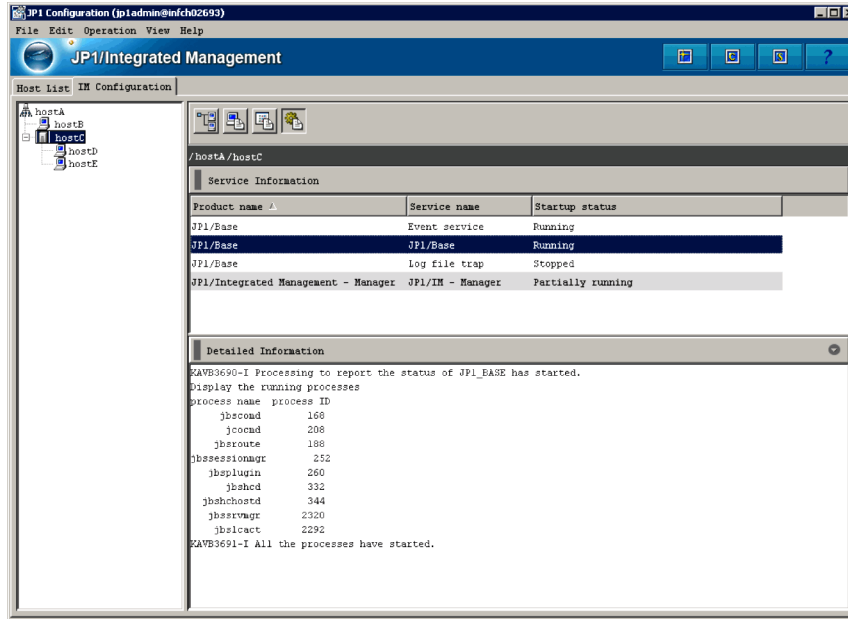 JP1 Configuration (jp1admin@infch02693)
File Edit Operation View Help
JP1/Integrated Management
?
Host List IM Configuration
hostA
hostB
hostC
hostD
hostE
/hostA/hostC
Service Information
Product name Service name Startup status
JP1/Base Event service Running
JP1/Base JP1/Base Running
JP1/Base Log file trap Stopped
JP1/Integrated Management - Manager JP1/IM - Manager Partially running
Detailed Information
KAVB3690-I Processing to report the status of JP1_BASE has started.
Display the running processes
process name process ID
jbscomd 168
jcocmd 208
jbsroute 188
jbssessionmgr 252
jbsplugin 260
jbshcd 332
jbshchostd 344
jbssrvmgr 2320
jbslcact 2292
KAVB3691-I All the processes have started.